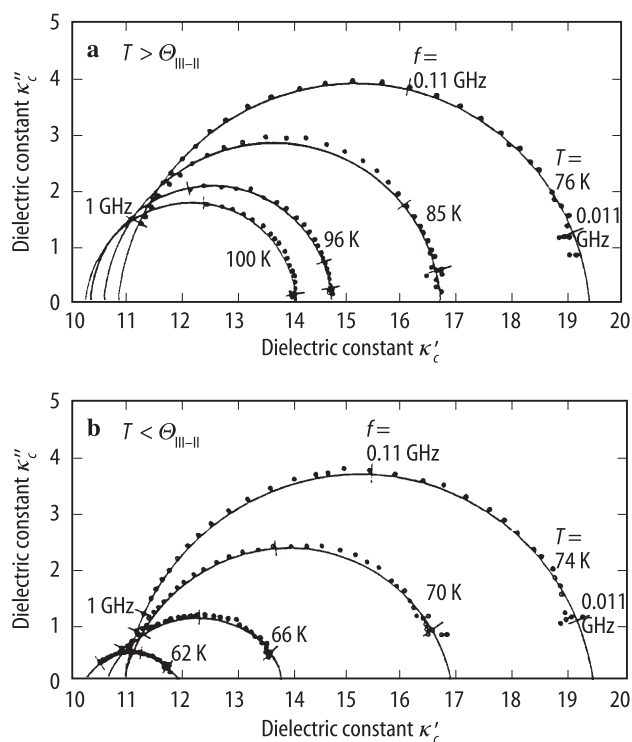 a T > Θ_III–II
f =
0.11 GHz
T =
76 K
0.011
GHz
85 K
96 K
100 K
1 GHz
5
4
3
2
1
0
Dielectric constant κ″_c
10 11 12 13 14 15 16 17 18 19 20
Dielectric constant κ′_c
b T < Θ_III–II
f =
0.11 GHz
T =
74 K
0.011
GHz
70 K
66 K
62 K
1 GHz
5
4
3
2
1
0
Dielectric constant κ″_c
10 11 12 13 14 15 16 17 18 19 20
Dielectric constant κ′_c